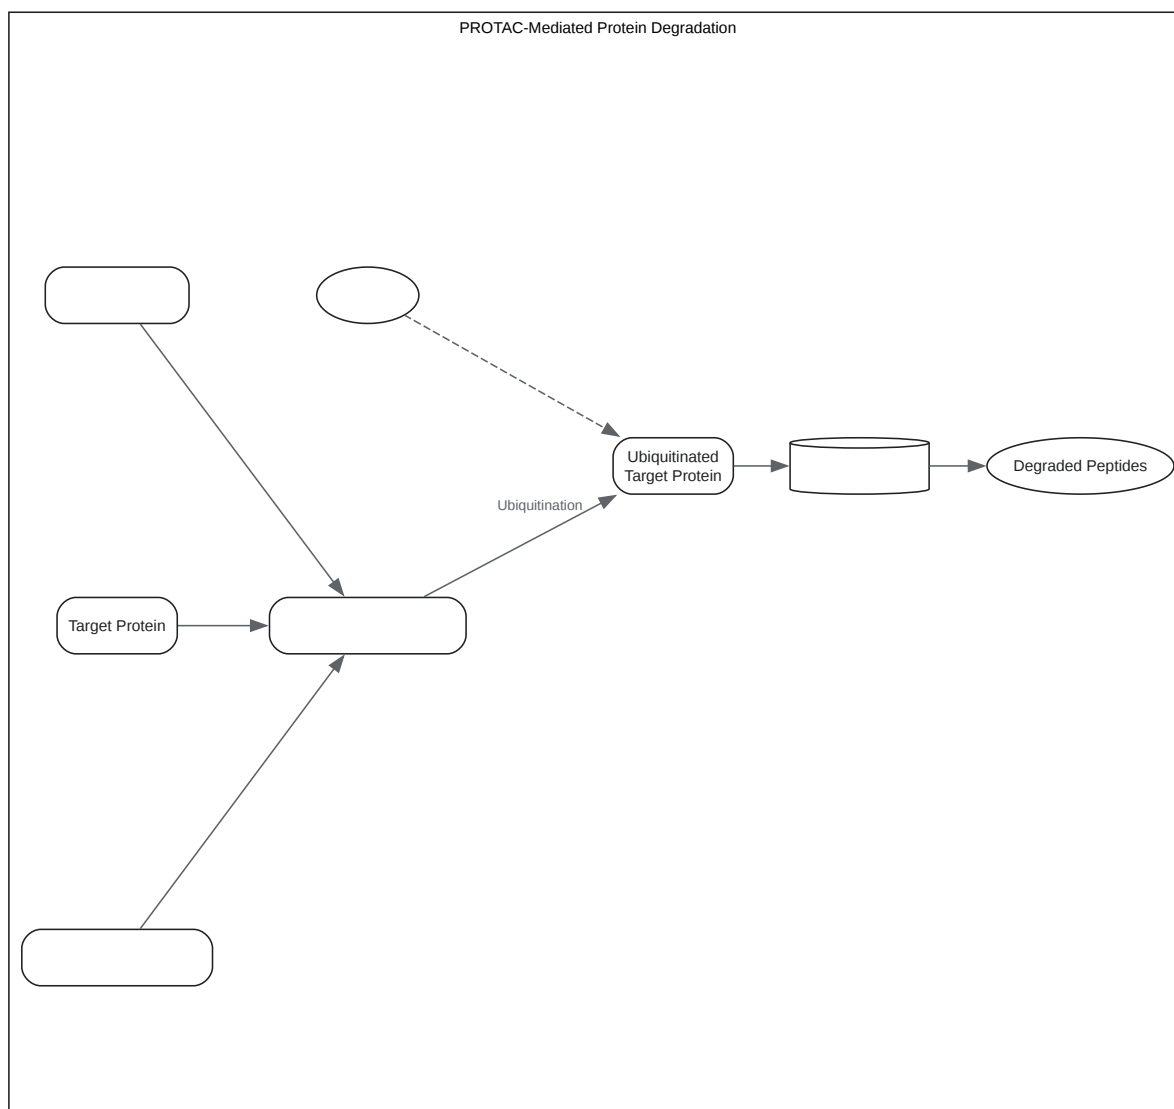 PROTAC-Mediated Protein Degradation
Ubiquitinated
Target Protein
Degraded Peptides
Ubiquitination
Target Protein